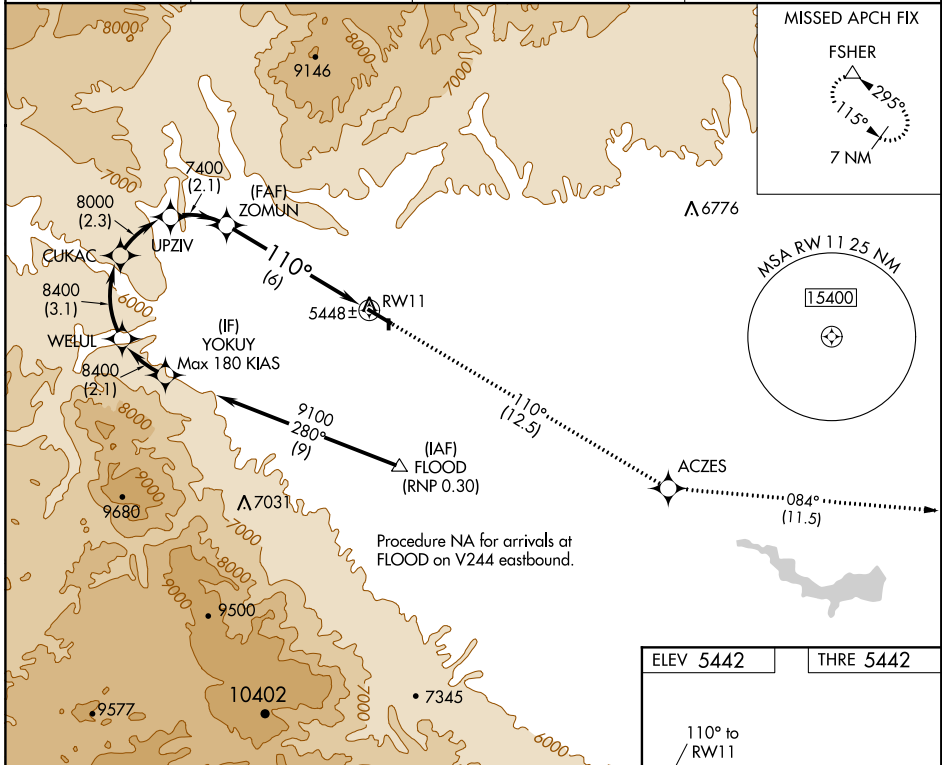 8000
9146
8000
7000
MISSED APCH FIX
FSHER
295°
115°
7 NM
7000
7400
(2.1)
(FAF)
ZOMUN
8000
(2.3)
UPZIV
CUKAC
110°
(6)
6776
MSA RW 11 25 NM
15400
8400
(3.1)
6000
5448±
RW11
WELUL
(IF)
YOKUY
Max 180 KIAS
8400
(2.1)
8000
9100
280°
(9)
110°
(12.5)
(IAF)
FLOOD
(RNP 0.30)
ACZES
9000
9680
7031
084°
(11.5)
7000
Procedure NA for arrivals at
FLOOD on V244 eastbound.
8000
9000
9500
10402
9577
7000
7345
6000
ELEV 5442
THRE 5442
110° to
RW11